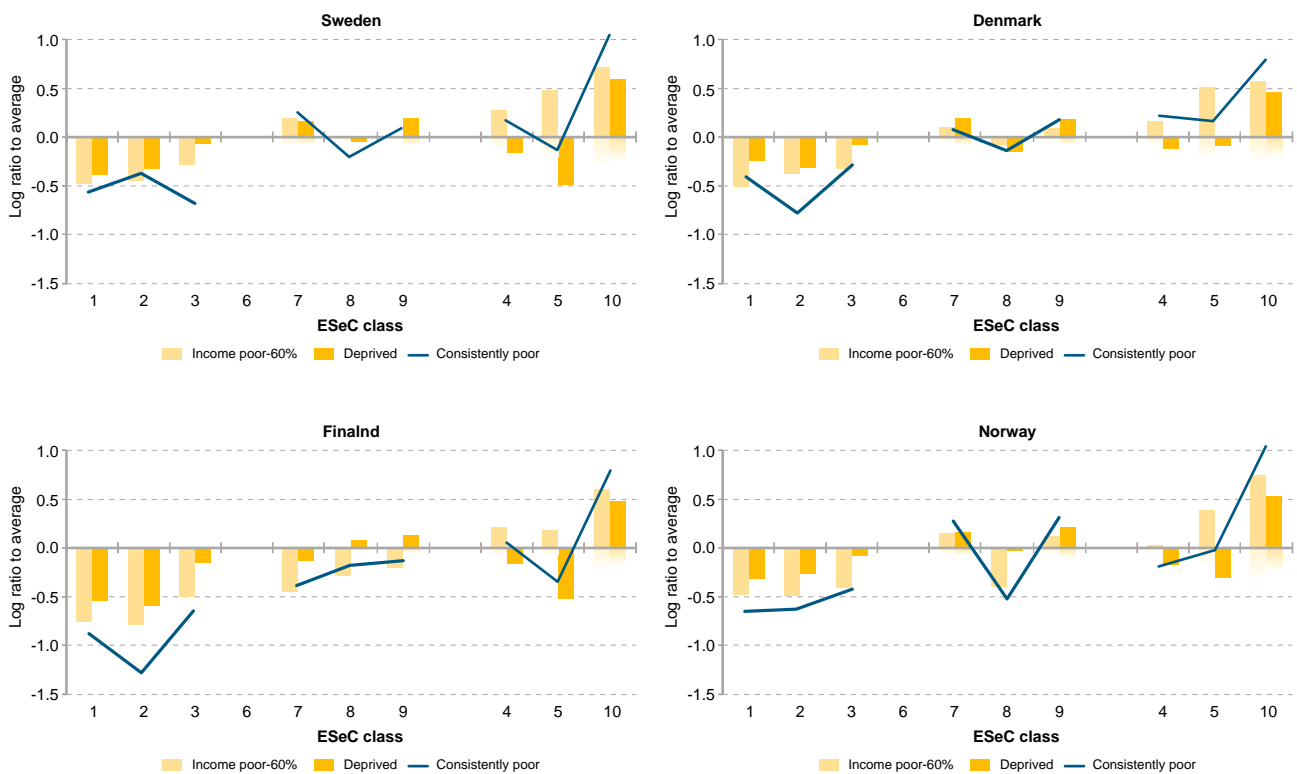 Sweden
Log ratio to average
1.0
0.5
0.0
-0.5
-1.0
-1.5
1 2 3 6 7 8 9 4 5 10
ESeC class
Income poor-60% Deprived Consistently poor
Denmark
Log ratio to average
1.0
0.5
0.0
-0.5
-1.0
-1.5
1 2 3 6 7 8 9 4 5 10
ESeC class
Income poor-60% Deprived Consistently poor
Finalnd
Log ratio to average
1.0
0.5
0.0
-0.5
-1.0
-1.5
1 2 3 6 7 8 9 4 5 10
ESeC class
Income poor-60% Deprived Consistently poor
Norway
Log ratio to average
1.0
0.5
0.0
-0.5
-1.0
-1.5
1 2 3 6 7 8 9 4 5 10
ESeC class
Income poor-60% Deprived Consistently poor